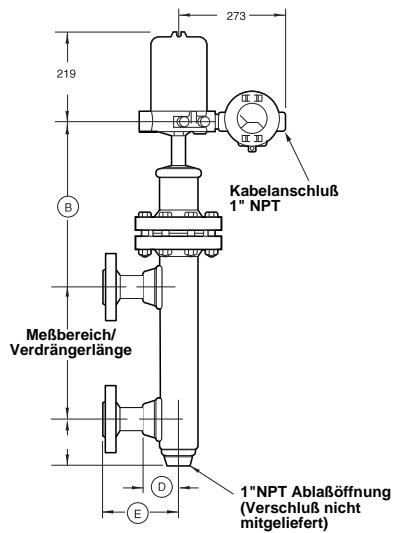 273
219
Kabelanschluß
1" NPT
B
Meßbereich/
Verdrängerlänge
D
E
1"NPT Ablaßöffnung
(Verschluß nicht
mitgeliefert)